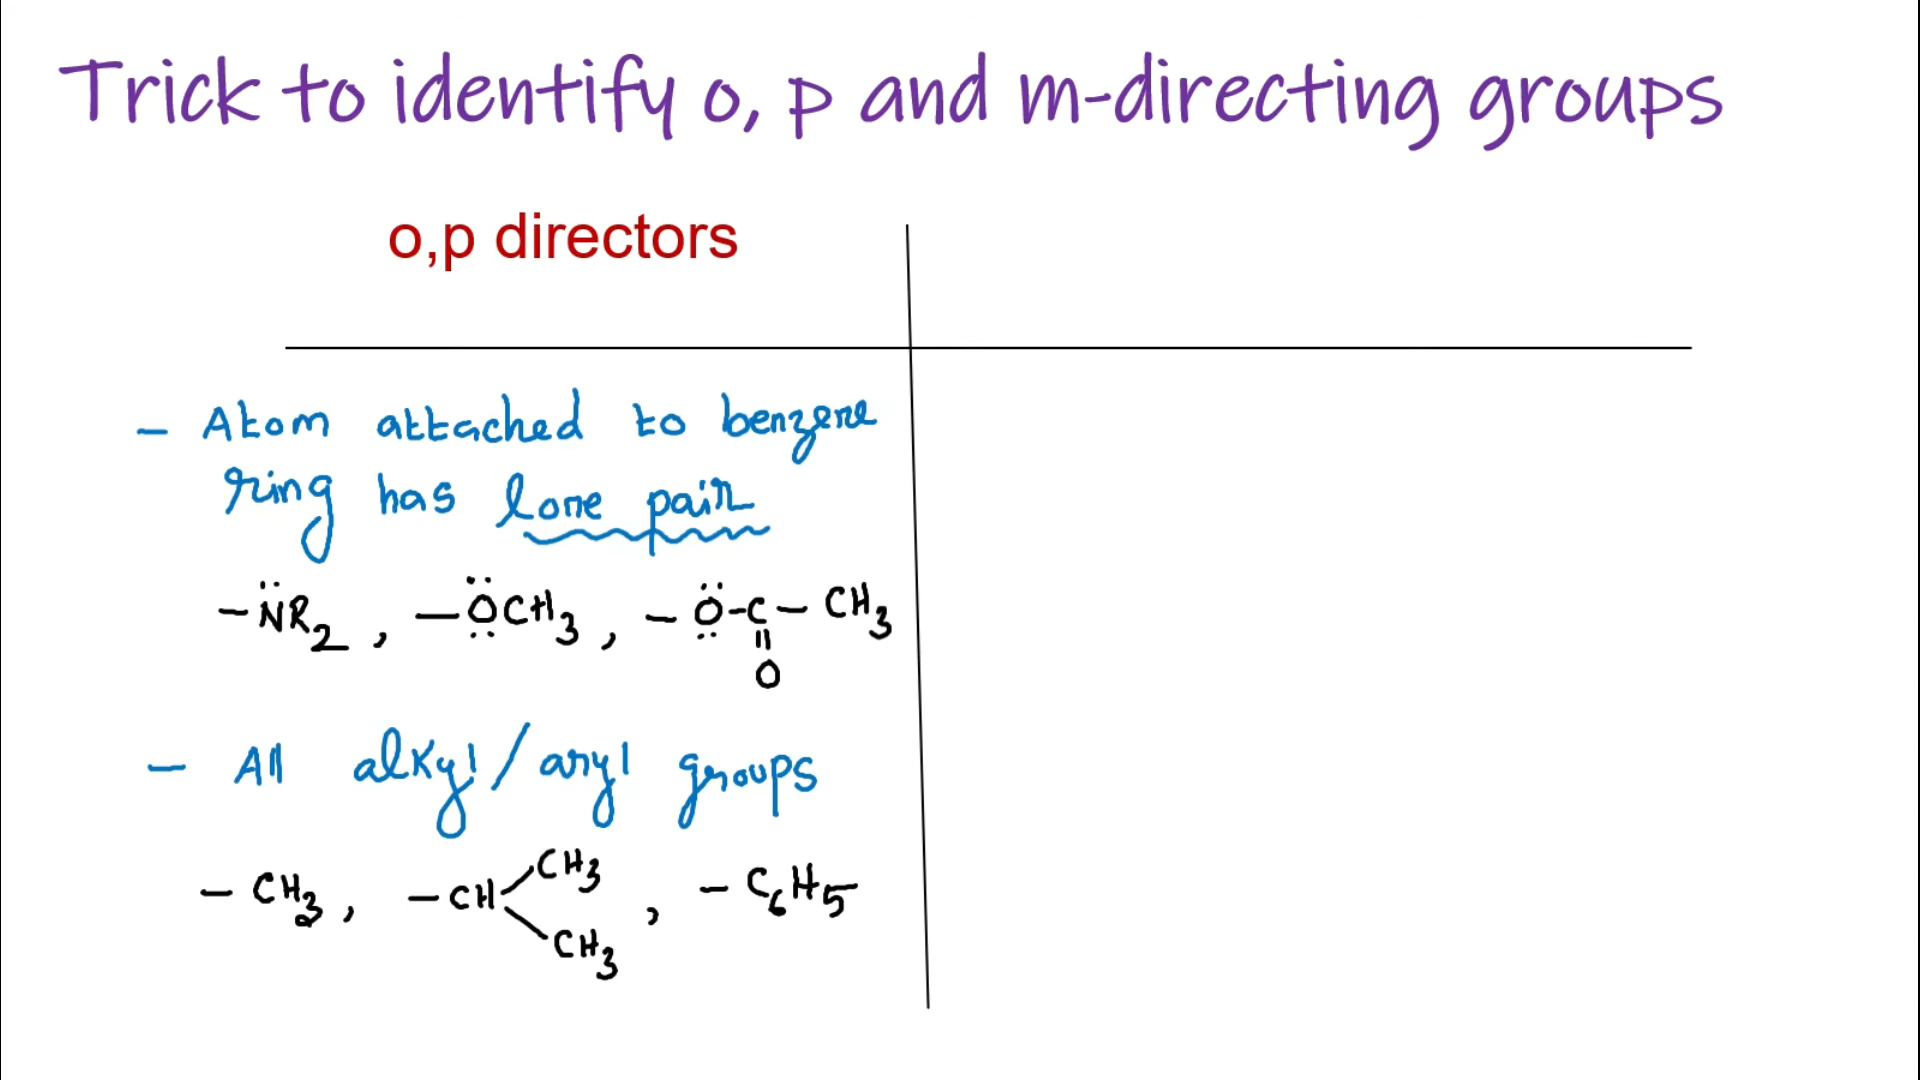 Trick to identify o, p and m-directing groups
o,p directors
- Atom attached to benzene
ring has lone pair
-N̈R₂, -ÖCH₃, -Ö-C-CH₃
||
O
- All alkyl/aryl groups
-CH₃, -CH CH₃ CH₃, -C₆H₅